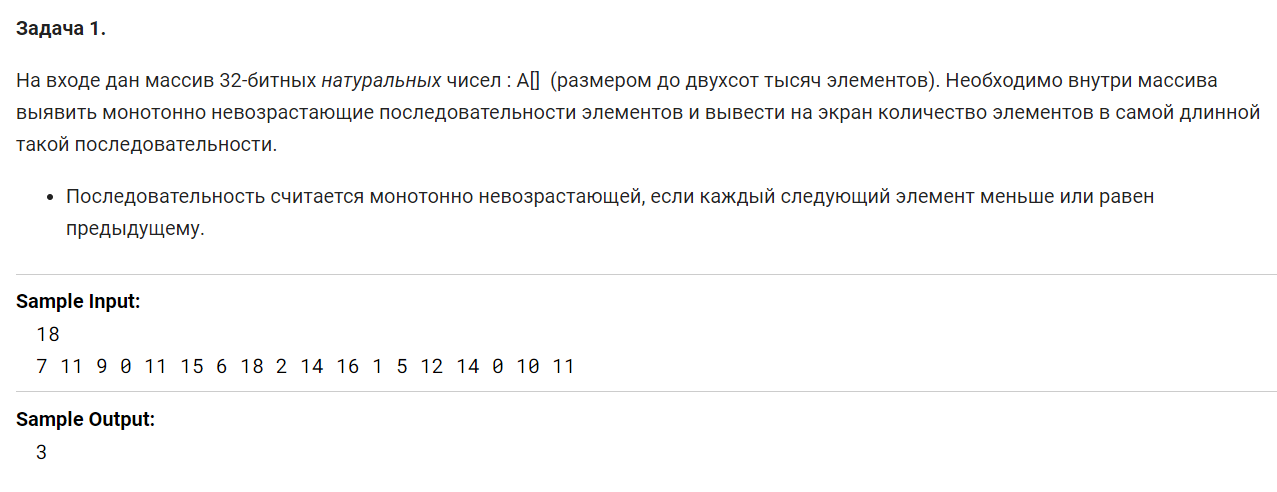 Задача 1.
На входе дан массив 32-битных натуральных чисел : A[] (размером до двухсот тысяч элементов). Необходимо внутри массива
выявить монотонно невозрастающие последовательности элементов и вывести на экран количество элементов в самой длинной
такой последовательности.
• Последовательность считается монотонно невозрастающей, если каждый следующий элемент меньше или равен
предыдущему.
Sample Input:
18
7 11 9 0 11 15 6 18 2 14 16 1 5 12 14 0 10 11
Sample Output:
3